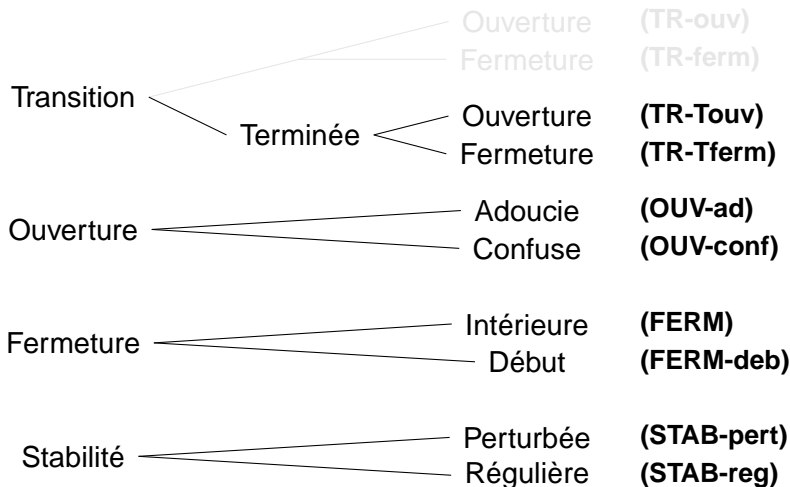 Ouverture (TR-ouv)
Fermeture (TR-ferm)
Transition
Terminée
Ouverture (TR-Touv)
Fermeture (TR-Tferm)
Ouverture
Adoucie (OUV-ad)
Confuse (OUV-conf)
Fermeture
Intérieure (FERM)
Début (FERM-deb)
Stabilité
Perturbée (STAB-pert)
Régulière (STAB-reg)